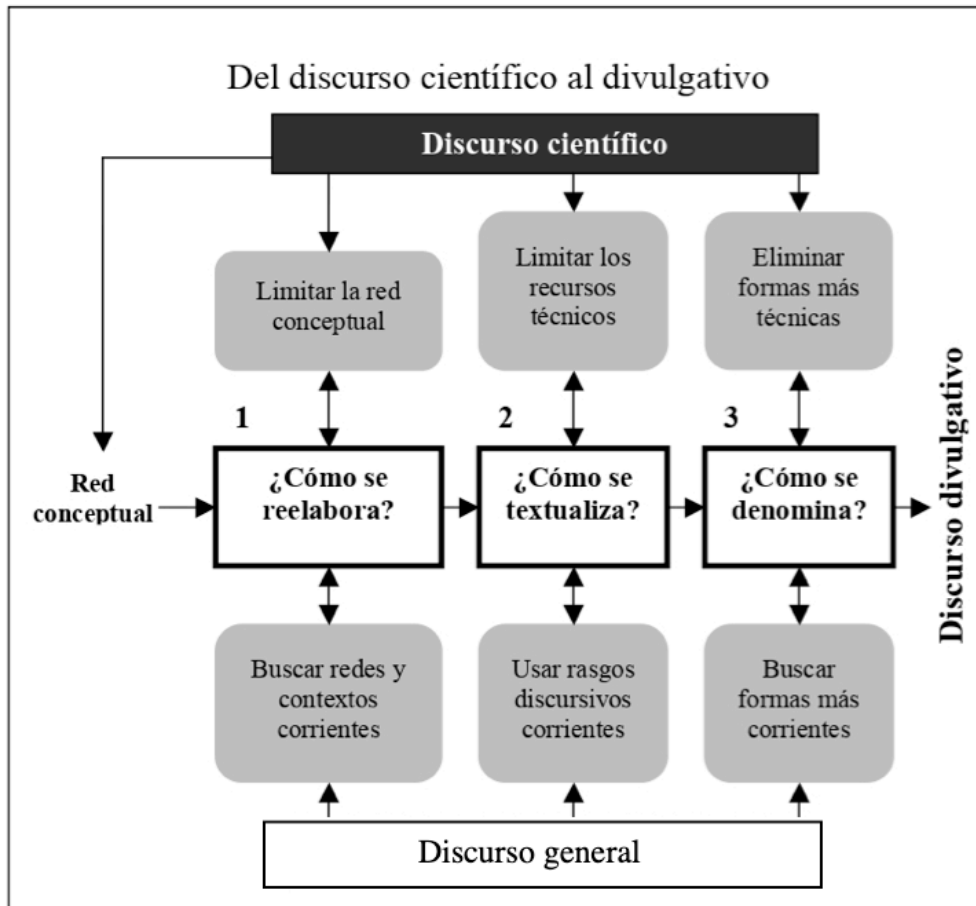 Del discurso científico al divulgativo
Discurso científico
Limitar la red
conceptual
Limitar los
recursos
técnicos
Eliminar
formas más
técnicas
1
2
3
Red
conceptual
¿Cómo se
reelabora?
¿Cómo se
textualiza?
¿Cómo se
denomina?
Discurso divulgativo
Buscar redes y
contextos
corrientes
Usar rasgos
discursivos
corrientes
Buscar
formas más
corrientes
Discurso general